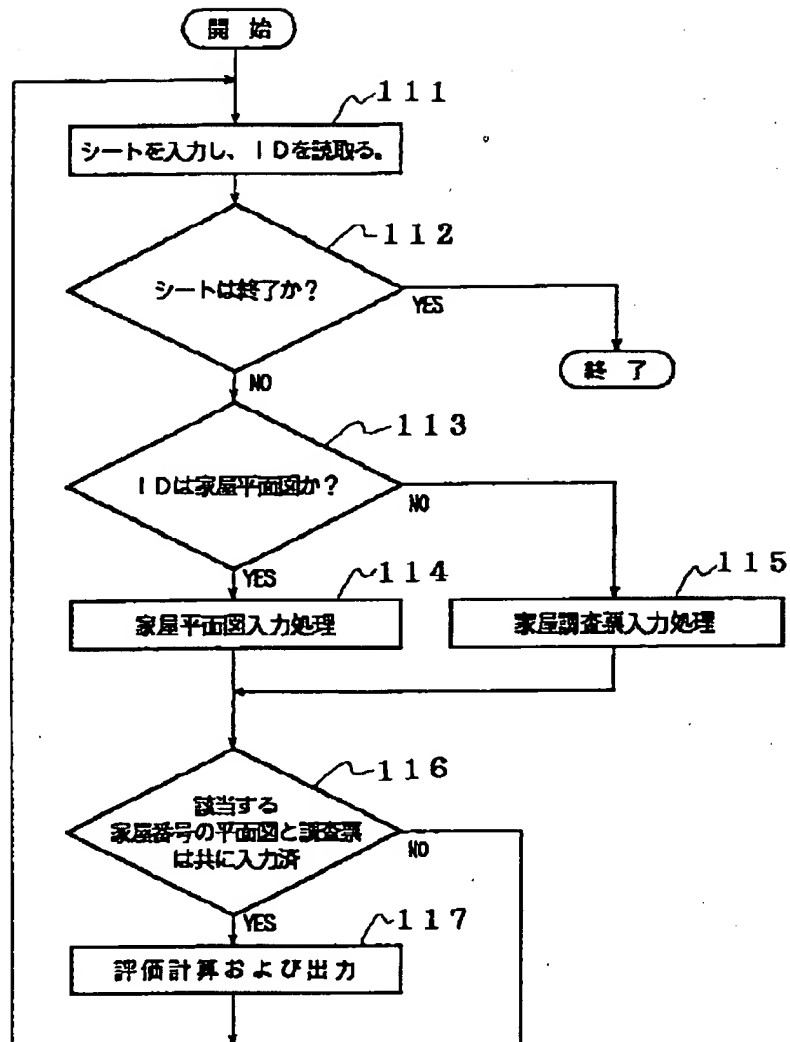 開 始
111
シートを入力し、IDを読取る。
112
シートは終了か?
YES
終 了
NO
113
IDは家屋平面図か?
NO
YES
114
家屋平面図入力処理
115
家屋調査票入力処理
116
該当する
家屋番号の平面図と調査票
は共に入力済
NO
YES
117
評価計算および出力